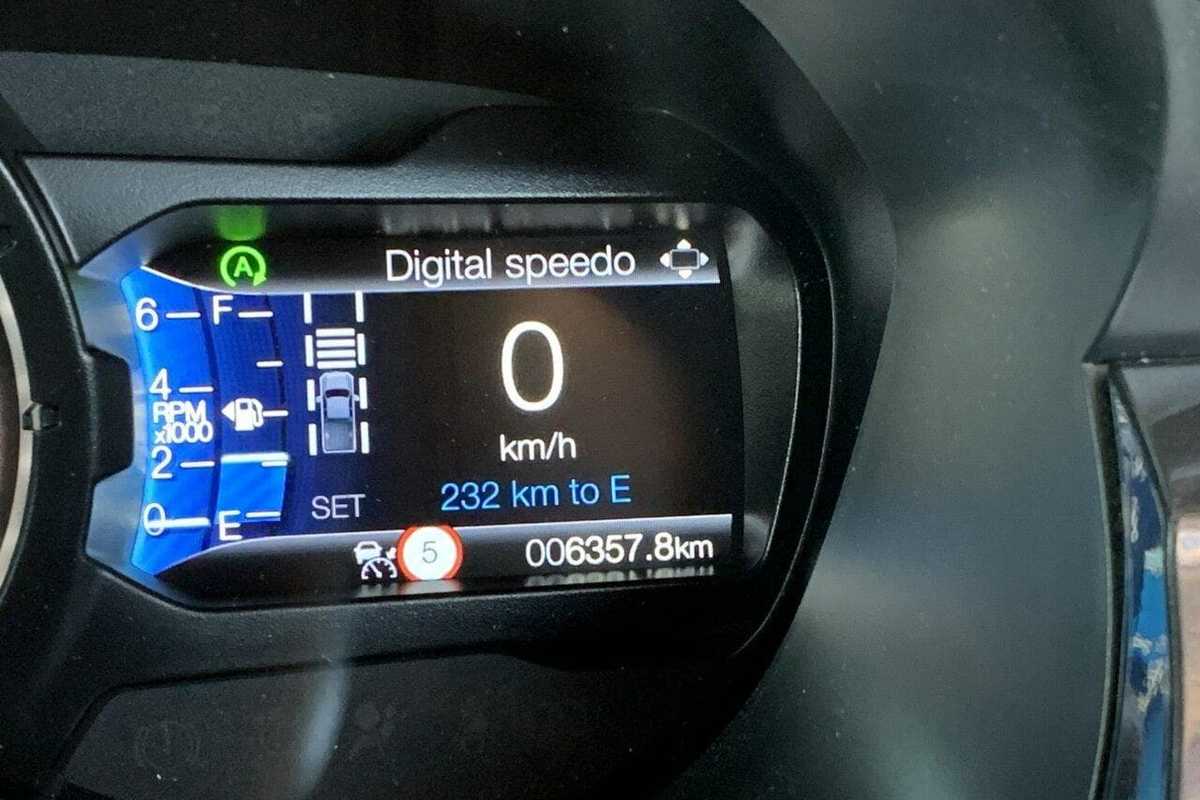 A
Digital speedo
6
F
4
RPM
x1000
2
0
E
0
km/h
SET
232 km to E
5
006357.8km